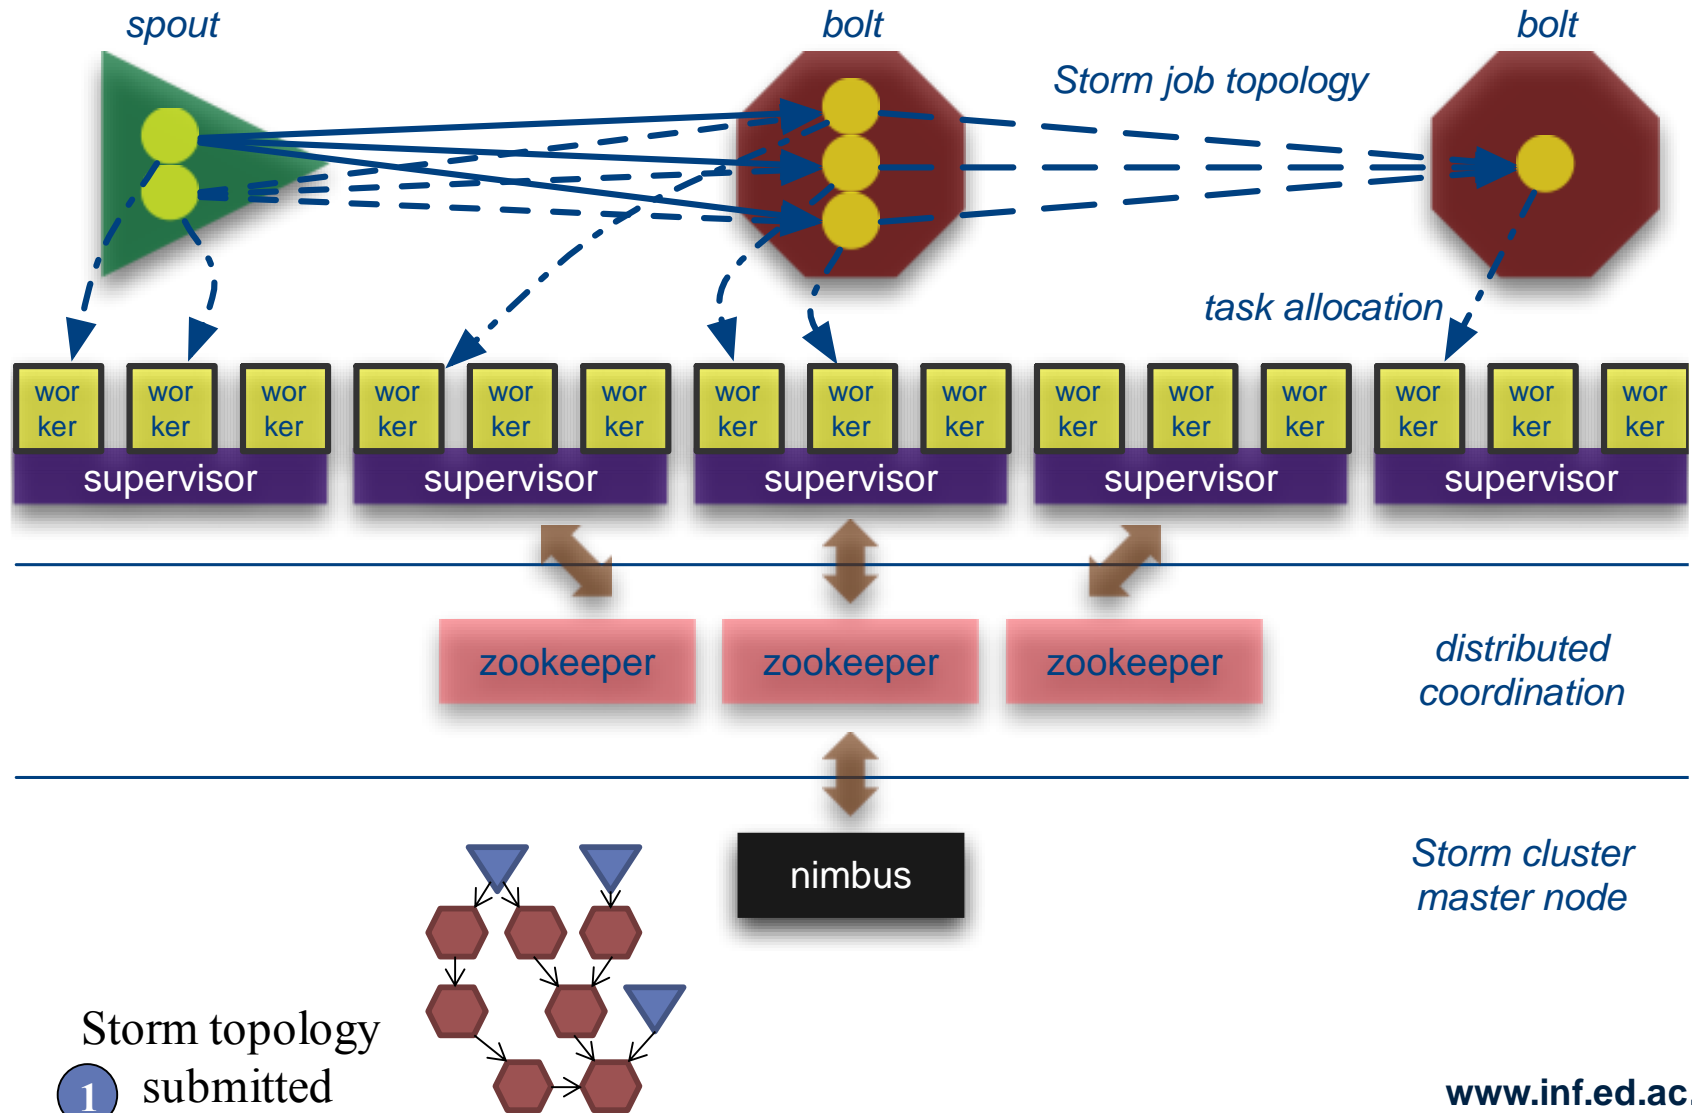 spout
bolt
bolt
Storm job topology
task allocation
wor
ker
wor
ker
wor
ker
wor
ker
wor
ker
wor
ker
wor
ker
wor
ker
wor
ker
wor
ker
wor
ker
wor
ker
wor
ker
wor
ker
wor
ker
supervisor
supervisor
supervisor
supervisor
supervisor
zookeeper
zookeeper
zookeeper
distributed
coordination
nimbus
Storm cluster
master node
Storm topology
1 submitted
www.inf.ed.ac.